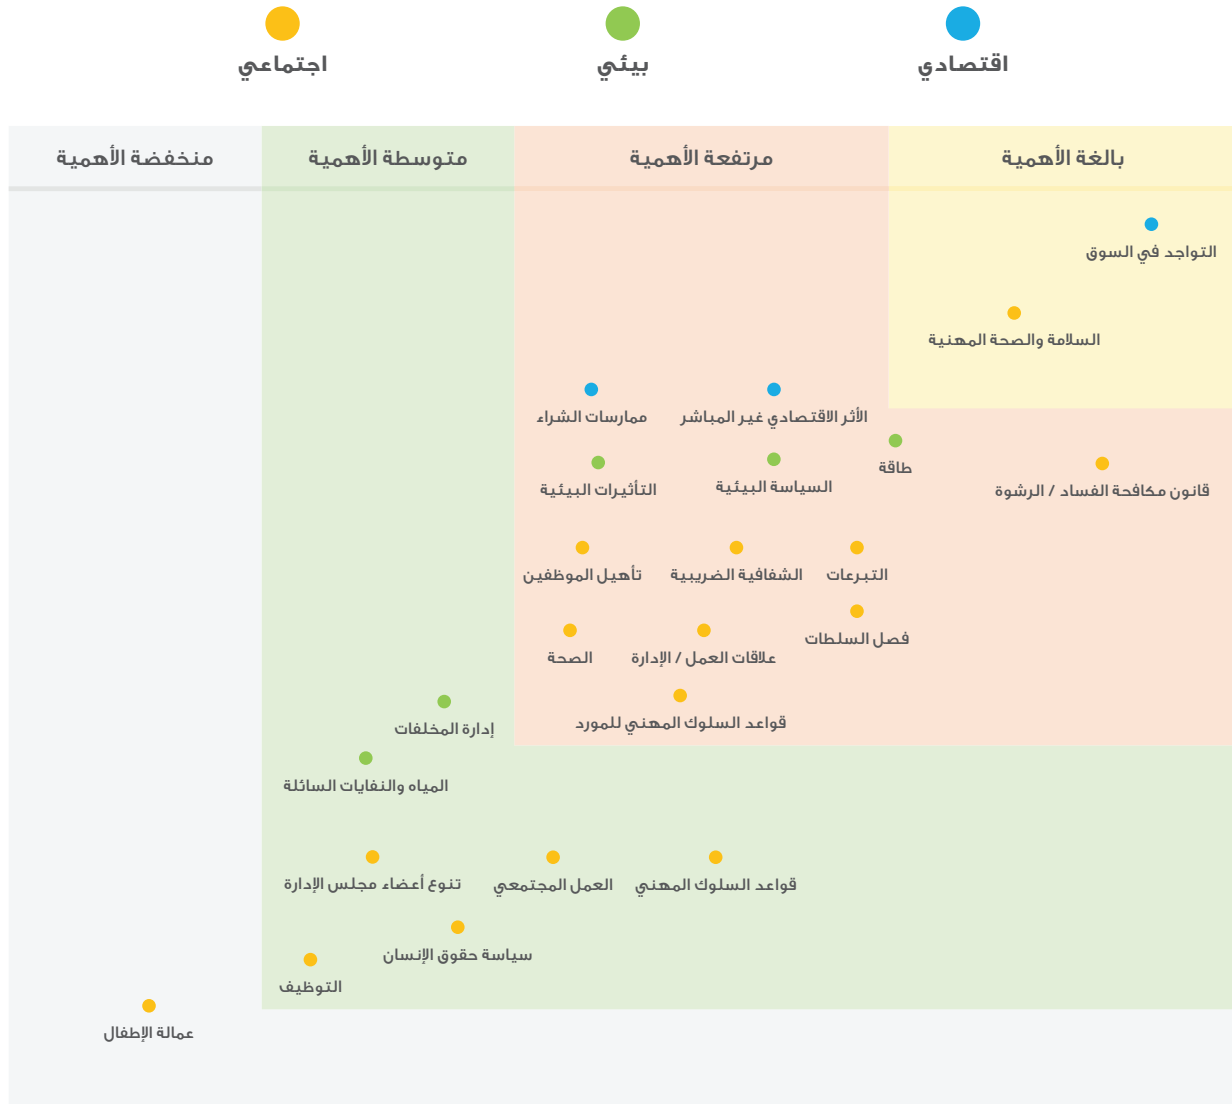 اقتصادي
بيئي
اجتماعي
بالغة الأهمية
مرتفعة الأهمية
متوسطة الأهمية
منخفضة الأهمية
التواجد في السوق
السلامة والصحة المهنية
الأثر الاقتصادي غير المباشر
ممارسات الشراء
طاقة
قانون مكافحة الفساد / الرشوة
السياسة البيئية
التأثيرات البيئية
التبرعات
الشفافية الضريبية
تأهيل الموظفين
فصل السلطات
علاقات العمل / الإدارة
الصحة
قواعد السلوك المهني للمورد
إدارة المخلفات
المياه والنفايات السائلة
قواعد السلوك المهني
العمل المجتمعي
تنوع أعضاء مجلس الإدارة
سياسة حقوق الإنسان
التوظيف
عمالة الإطفال